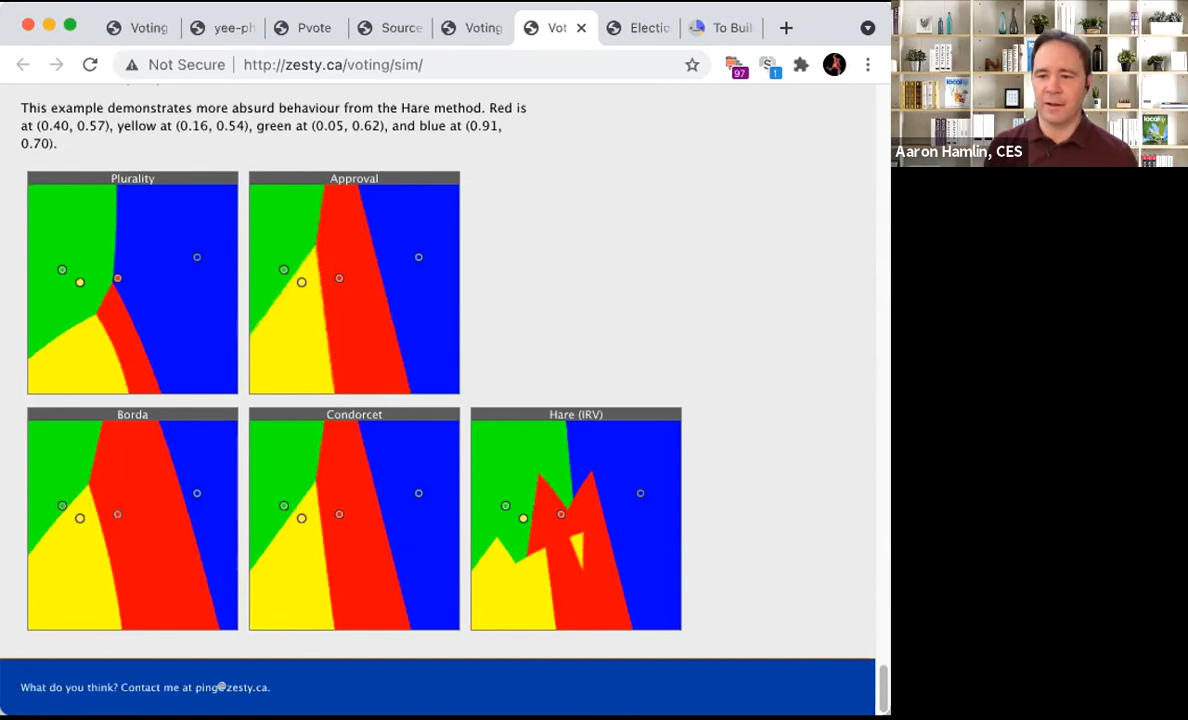 Voting
yee-ph
Pvote
Source
Voting
Vot
Electio
To Buil
Not Secure
http://zesty.ca/voting/sim/
97
1
This example demonstrates more absurd behaviour from the Hare method. Red is
at (0.40, 0.57), yellow at (0.16, 0.54), green at (0.05, 0.62), and blue at (0.91,
0.70).
Plurality
Approval
Borda
Condorcet
Hare (IRV)
What do you think? Contact me at ping@zesty.ca.
Aaron Hamlin, CES